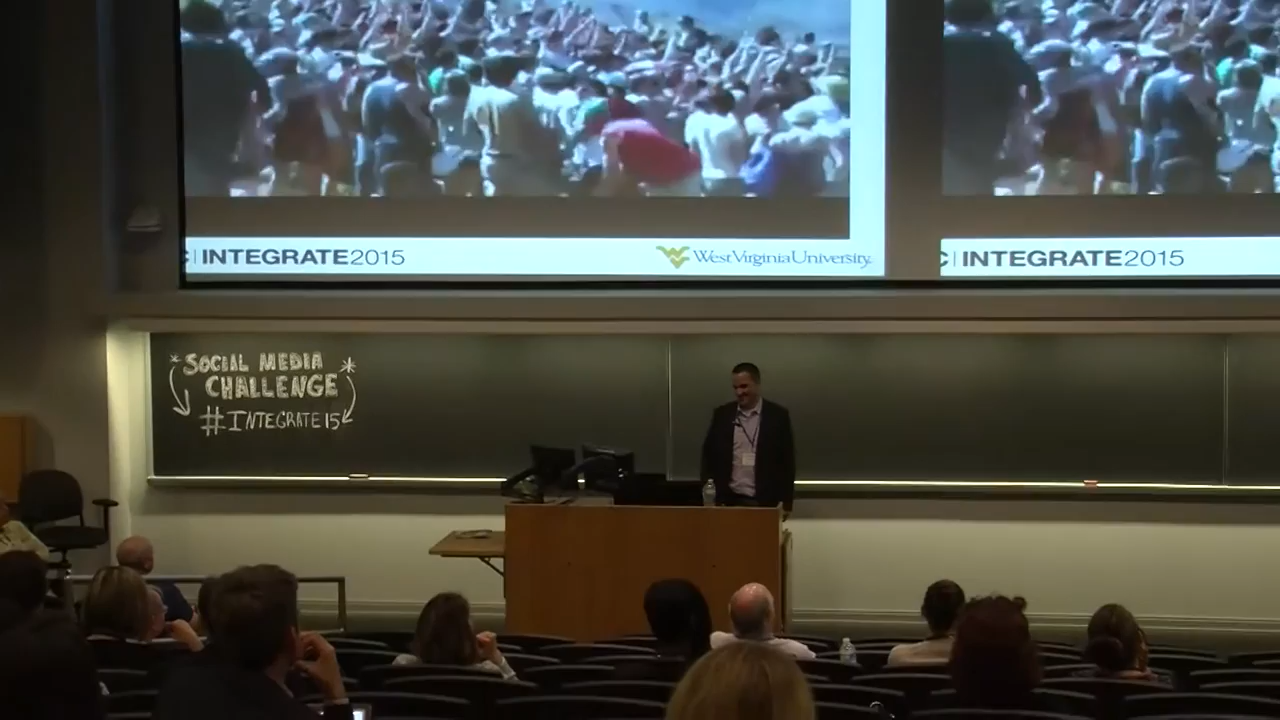 C | INTEGRATE2015
West Virginia University
C | INTEGRATE2015
*SOCIAL MEDIA*
CHALLENGE
#INTEGRATE15